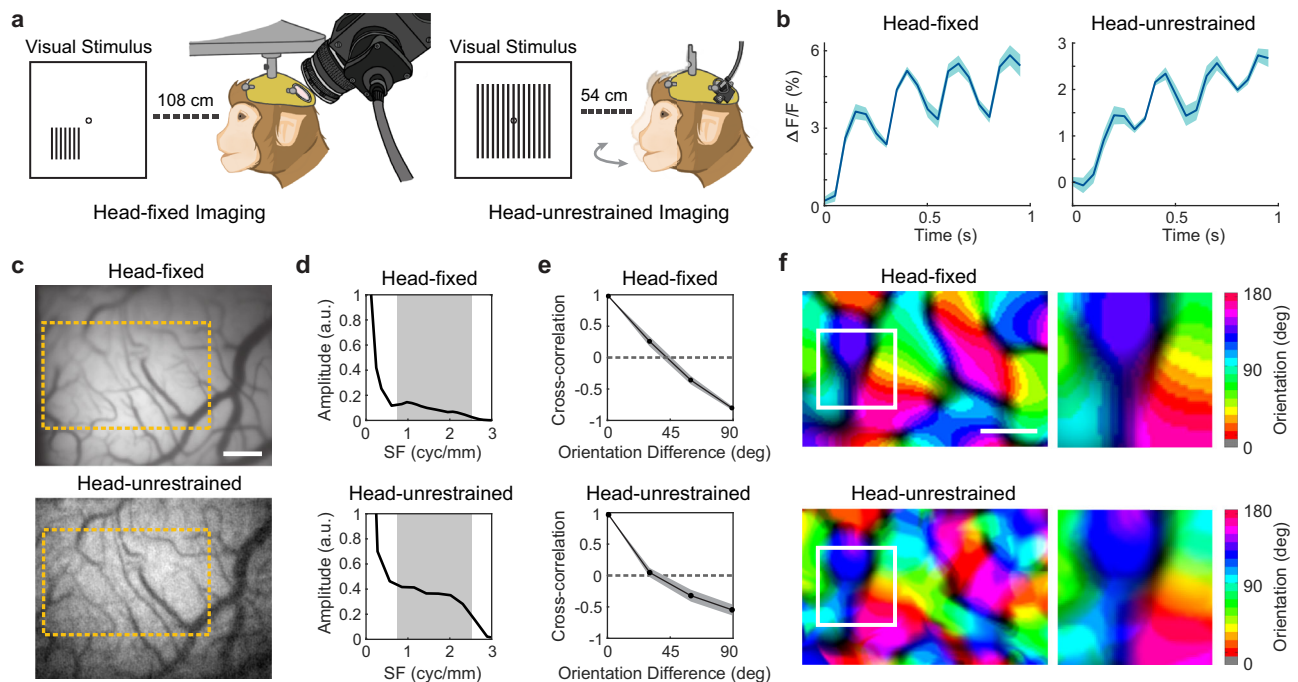 a
Visual Stimulus
108 cm
Head-fixed Imaging
Visual Stimulus
54 cm
Head-unrestrained Imaging
b
Head-fixed
Δ F/F (%)
6
3
0
0 0.5 1
Time (s)
Head-unrestrained
3
2
1
0
0 0.5 1
Time (s)
c
Head-fixed
Head-unrestrained
d
Head-fixed
Amplitude (a.u.)
1
0.8
0.6
0.4
0.2
0
0 1 2 3
SF (cyc/mm)
Head-unrestrained
Amplitude (a.u.)
1
0.8
0.6
0.4
0.2
0
0 1 2 3
SF (cyc/mm)
e
Head-fixed
Cross-correlation
1
0.5
0
-0.5
-1
0 45 90
Orientation Difference (deg)
Head-unrestrained
Cross-correlation
1
0.5
0
-0.5
-1
0 45 90
Orientation Difference (deg)
f
Head-fixed
180
90
0
Orientation (deg)
Head-unrestrained
180
90
0
Orientation (deg)